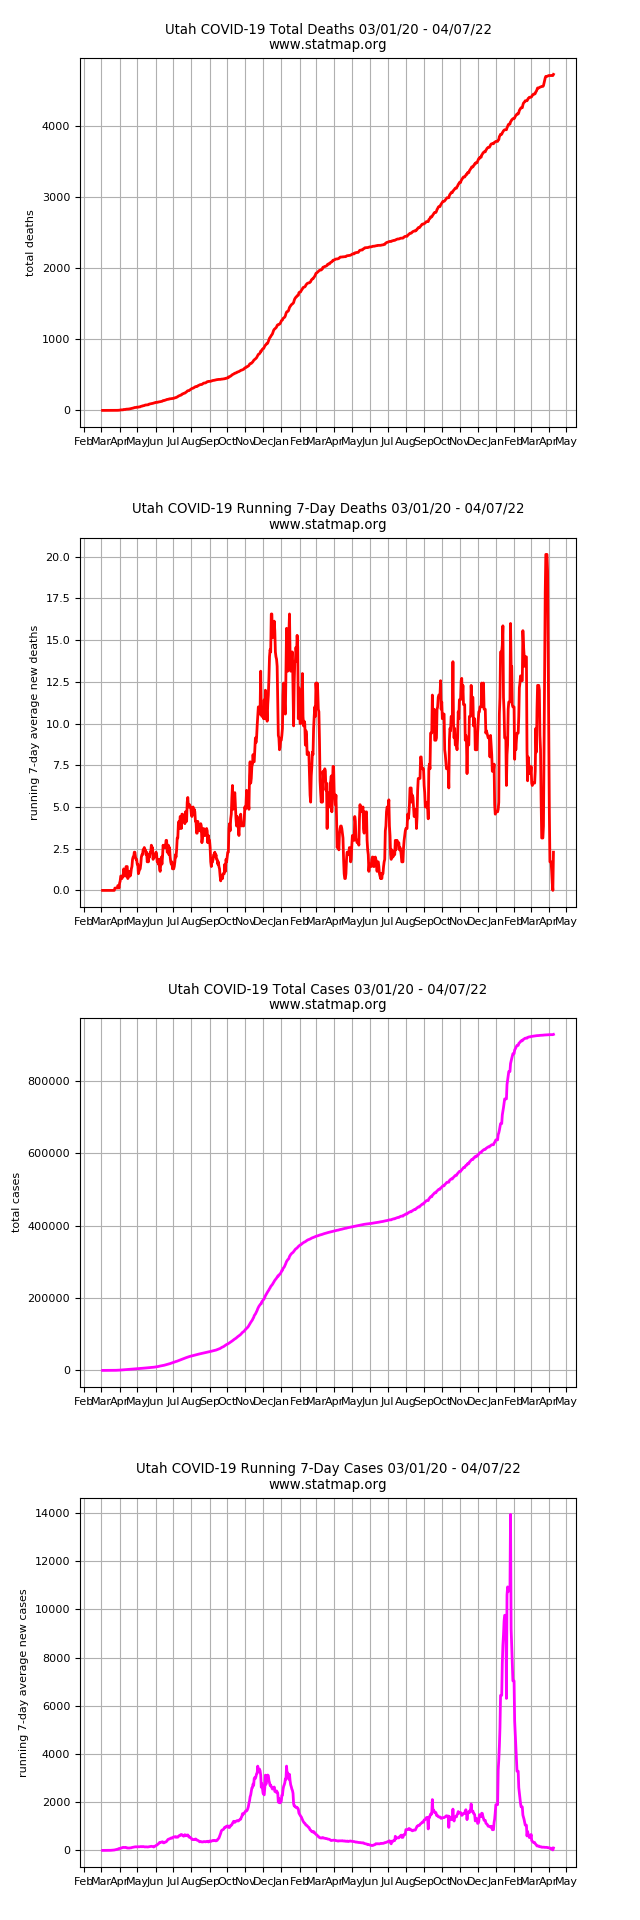 Utah COVID-19 Total Deaths 03/01/20 - 04/07/22
www.statmap.org
4000
3000
2000
1000
0
total deaths
Feb Mar Apr May Jun Jul Aug Sep Oct Nov Dec Jan Feb Mar Apr May Jun Jul Aug Sep Oct Nov Dec Jan Feb Mar Apr May
Utah COVID-19 Running 7-Day Deaths 03/01/20 - 04/07/22
www.statmap.org
20.0
17.5
15.0
12.5
10.0
7.5
5.0
2.5
0.0
running 7-day average new deaths
Feb Mar Apr May Jun Jul Aug Sep Oct Nov Dec Jan Feb Mar Apr May Jun Jul Aug Sep Oct Nov Dec Jan Feb Mar Apr May
Utah COVID-19 Total Cases 03/01/20 - 04/07/22
www.statmap.org
800000
600000
400000
200000
0
total cases
Feb Mar Apr May Jun Jul Aug Sep Oct Nov Dec Jan Feb Mar Apr May Jun Jul Aug Sep Oct Nov Dec Jan Feb Mar Apr May
Utah COVID-19 Running 7-Day Cases 03/01/20 - 04/07/22
www.statmap.org
14000
12000
10000
8000
6000
4000
2000
0
running 7-day average new cases
Feb Mar Apr May Jun Jul Aug Sep Oct Nov Dec Jan Feb Mar Apr May Jun Jul Aug Sep Oct Nov Dec Jan Feb Mar Apr May